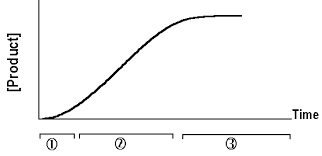 [Product]
Time
① ② ③